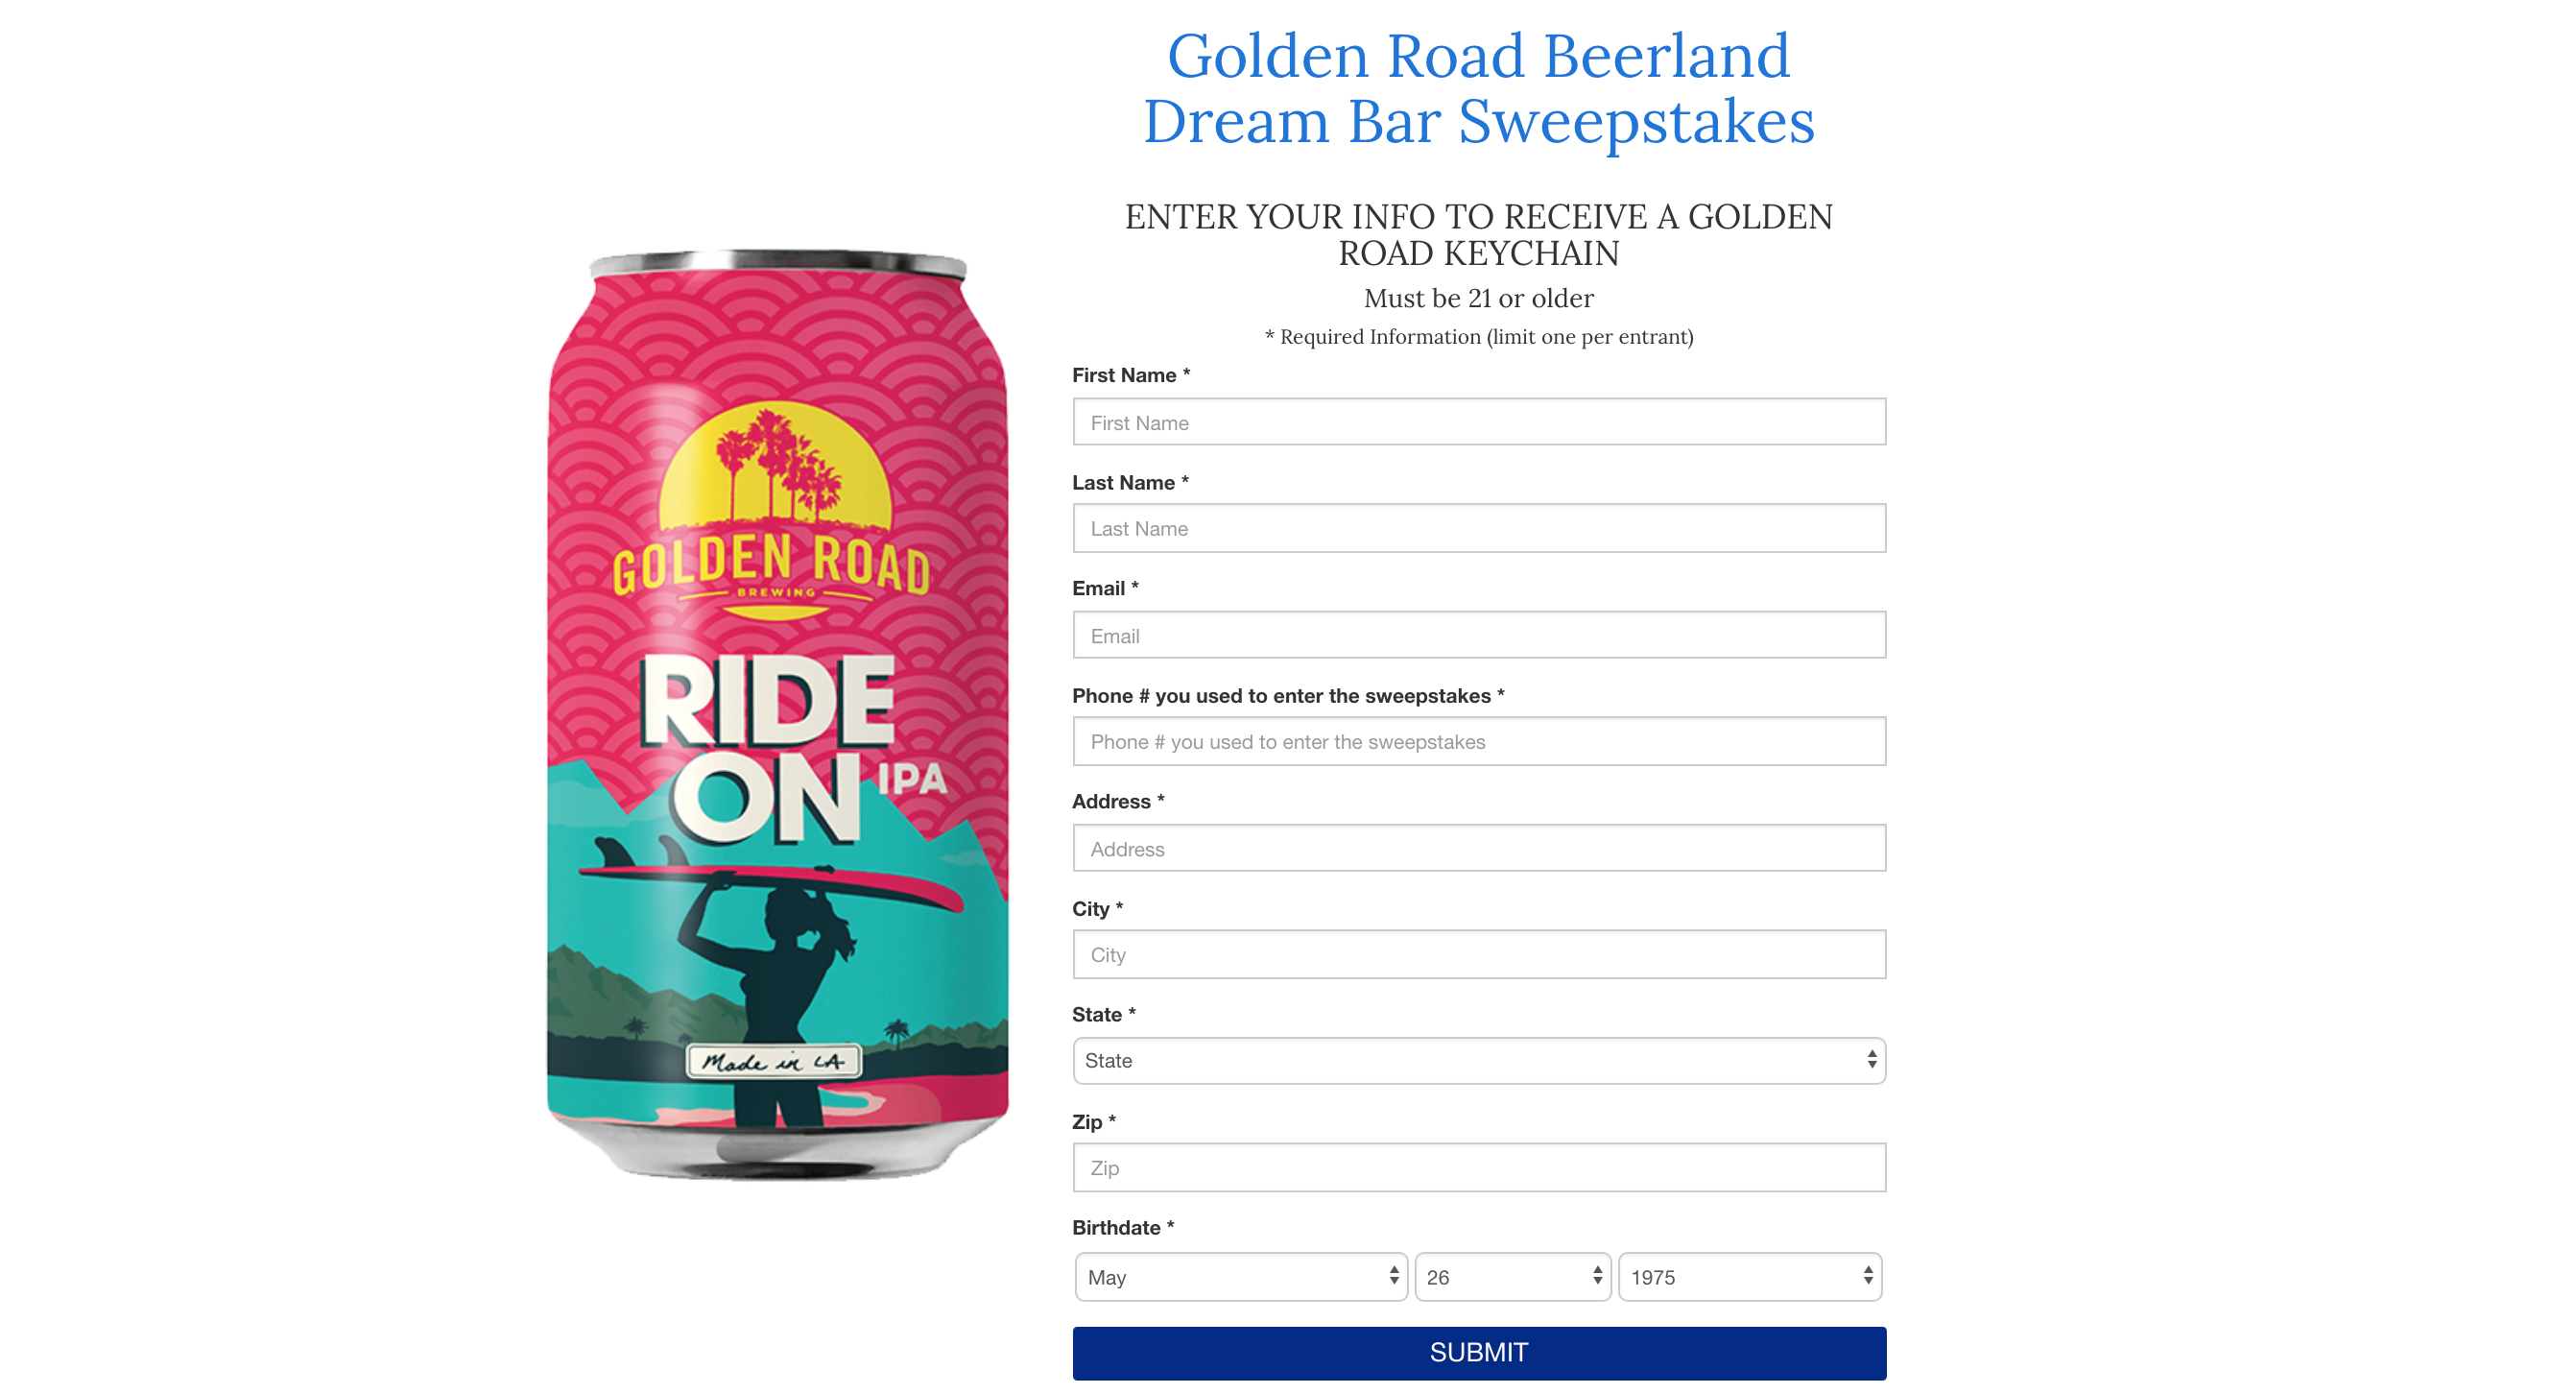 Golden Road Beerland
Dream Bar Sweepstakes
ENTER YOUR INFO TO RECEIVE A GOLDEN
ROAD KEYCHAIN
Must be 21 or older
* Required Information (limit one per entrant)
GOLDEN ROAD
BREWING
RIDE
ON IPA
Made in LA
First Name *
First Name
Last Name *
Last Name
Email *
Email
Phone # you used to enter the sweepstakes *
Phone # you used to enter the sweepstakes
Address *
Address
City *
City
State *
State
Zip *
Zip
Birthdate *
May 26 1975
SUBMIT